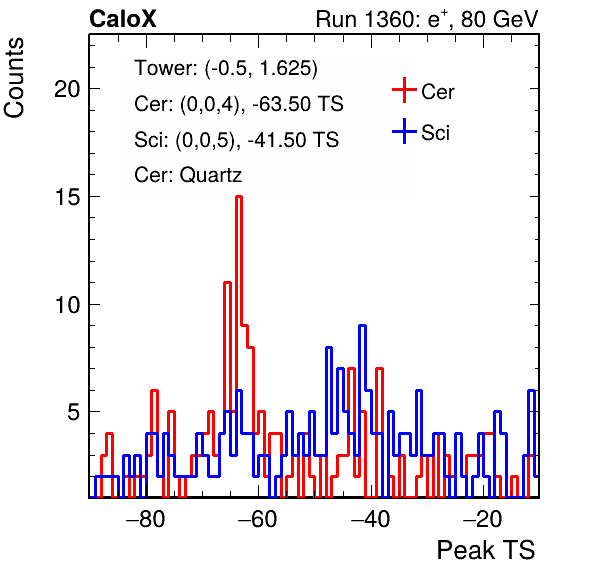 CaloX Run 1360: e⁺, 80 GeV
Counts
Tower: (-0.5, 1.625)
Cer: (0,0,4), -63.50 TS
Sci: (0,0,5), -41.50 TS
Cer: Quartz
Cer
Sci
20
15
10
5
−80 −60 −40 −20
Peak TS